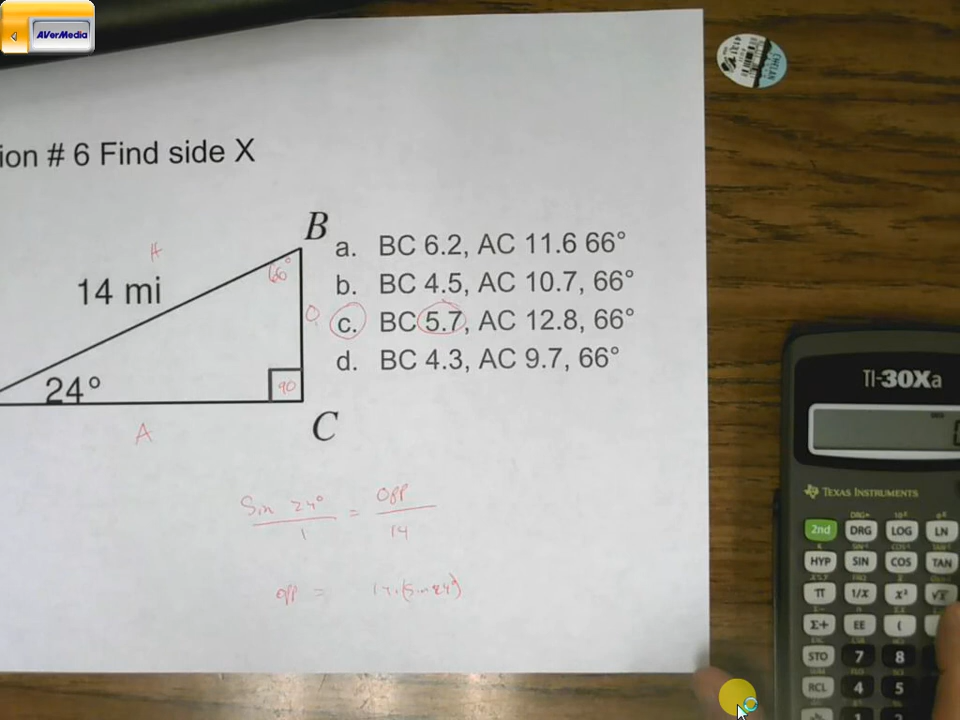 AVerMedia
ion # 6 Find side X
B
H
14 mi
66°
O
24°
90
A
C
a. BC 6.2, AC 11.6 66°
b. BC 4.5, AC 10.7, 66°
c. BC 5.7, AC 12.8, 66°
d. BC 4.3, AC 9.7, 66°
Sin 24° = opp
1 14
opp = 14(Sin 24°)
TI-30Xa
TEXAS INSTRUMENTS
2nd DRG LOG LN
HYP SIN COS TAN
π 1/x x² √x
Σ+ EE (
STO 7 8
RCL 4 5